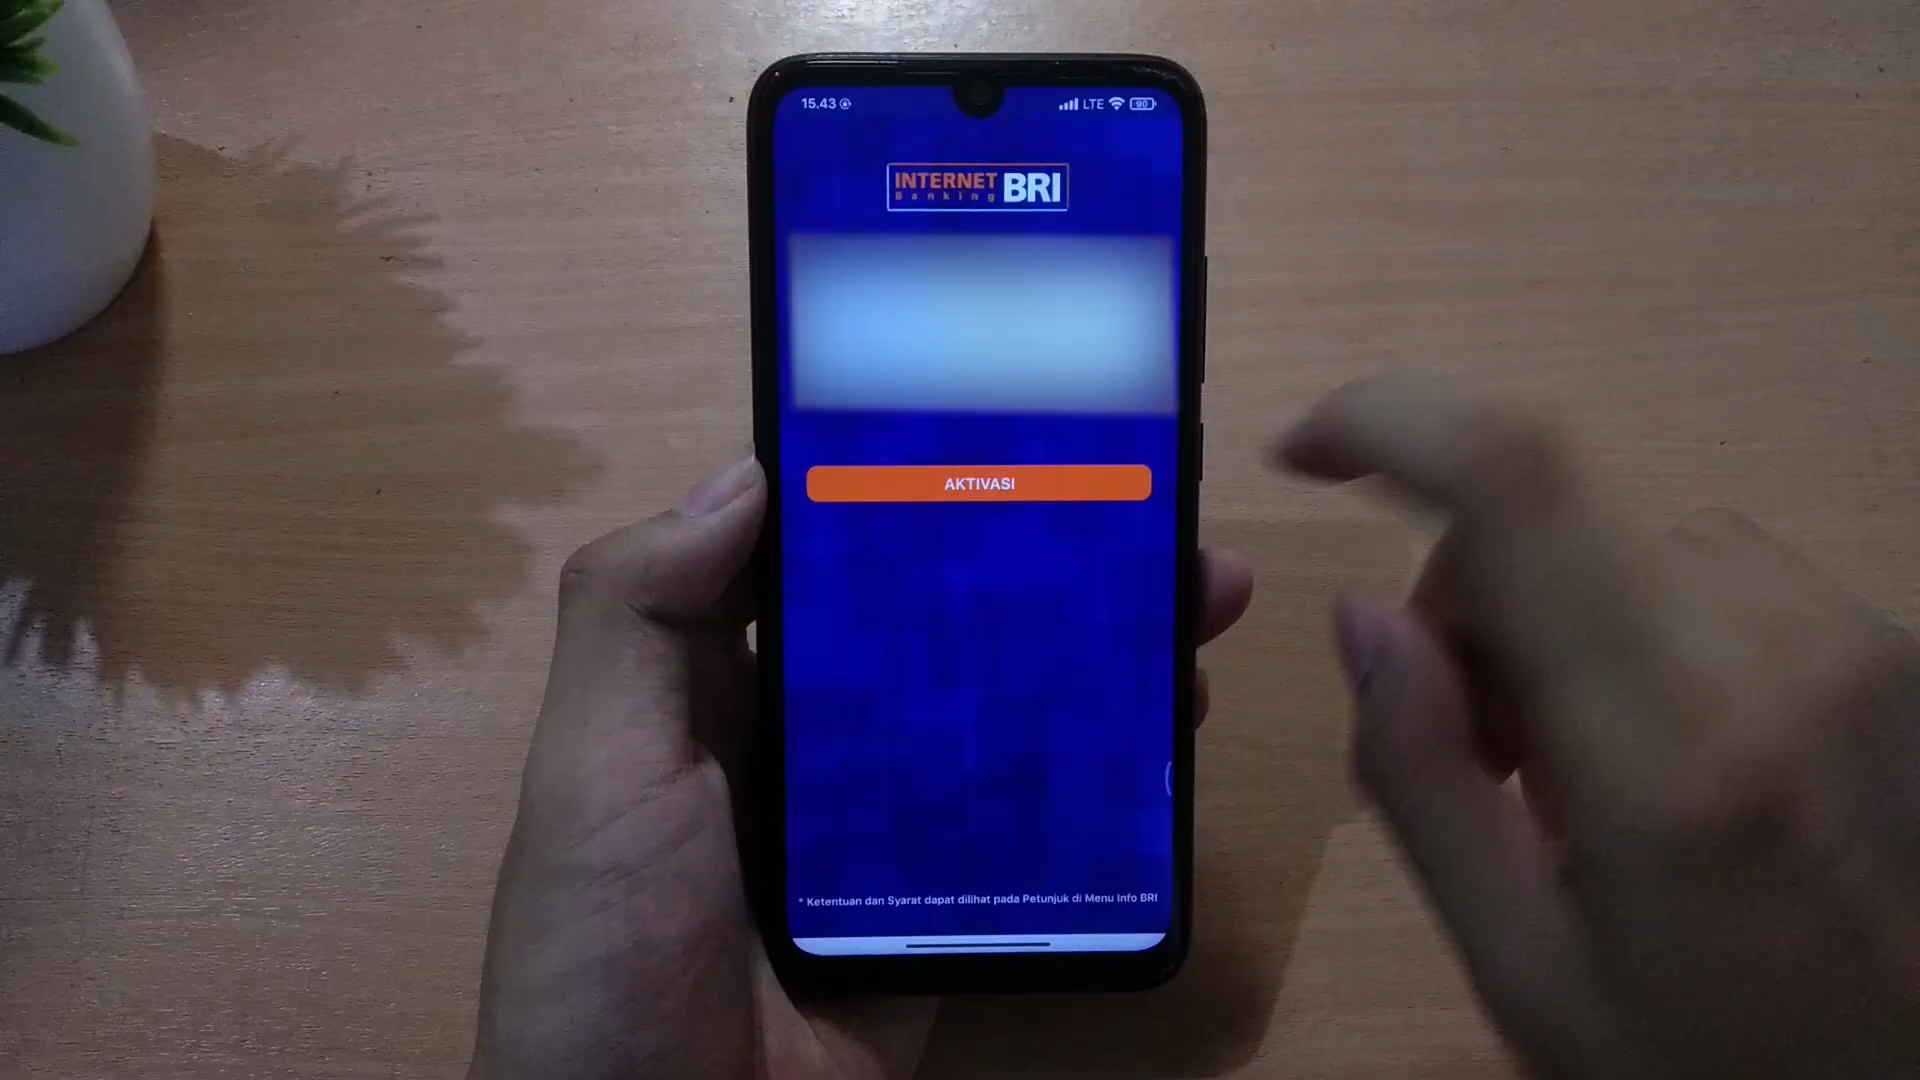 15.43
LTE
90
INTERNET
Banking
BRI
AKTIVASI
* Ketentuan dan Syarat dapat dilihat pada Petunjuk di Menu Info BRI